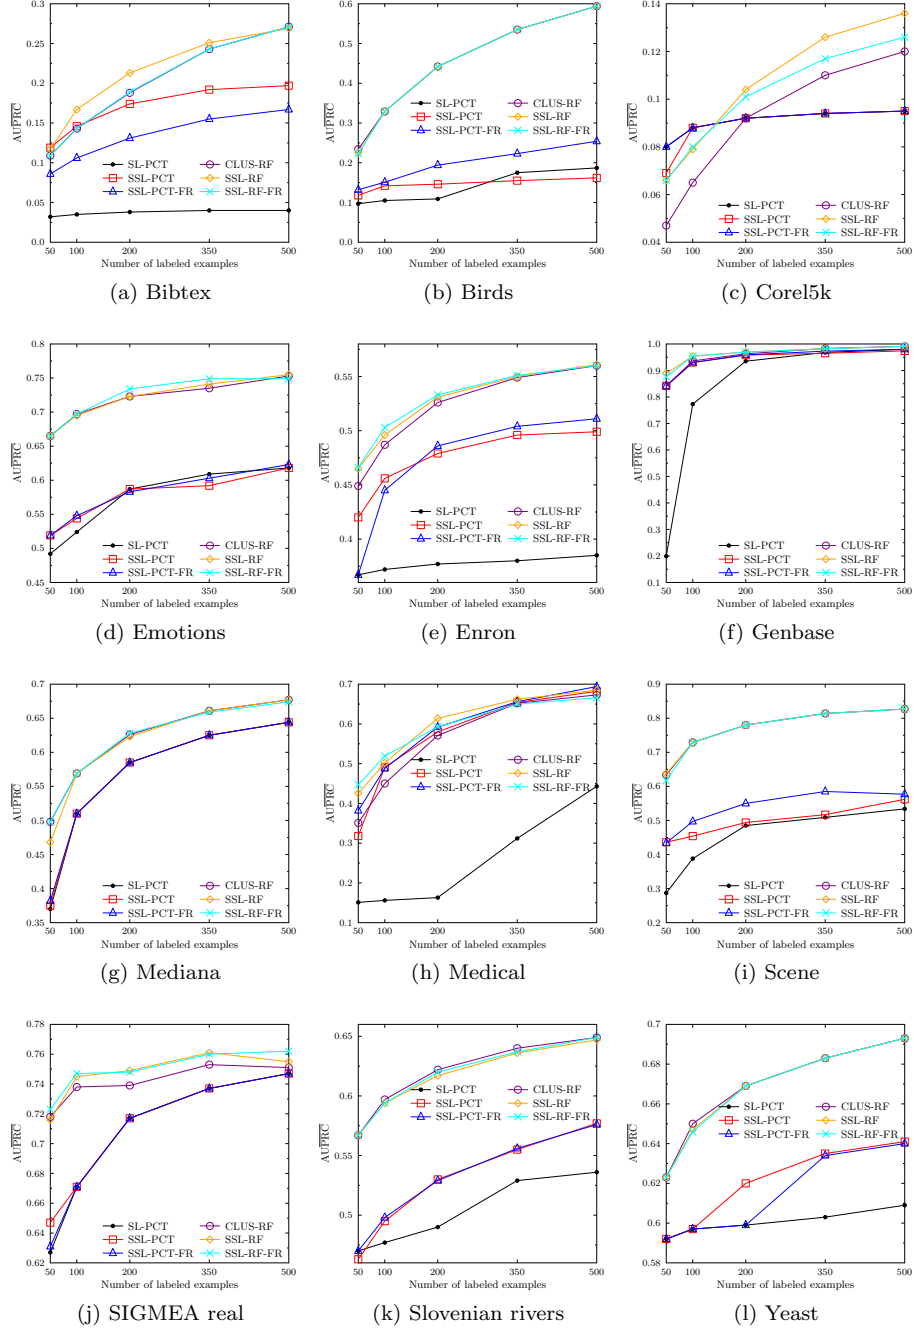 0.3
0.25
0.2
0.15
0.1
0.05
0.0
AUPRC
SL-PCT
SSL-PCT
SSL-PCT-FR
CLUS-RF
SSL-RF
SSL-RF-FR
50 100 200 350 500
Number of labeled examples
(a) Bibtex
0.6
0.5
0.4
0.3
0.2
0.1
0.0
AUPRC
SL-PCT
SSL-PCT
SSL-PCT-FR
CLUS-RF
SSL-RF
SSL-RF-FR
50 100 200 350 500
Number of labeled examples
(b) Birds
0.14
0.12
0.1
0.08
0.06
0.04
AUPRC
SL-PCT
SSL-PCT
SSL-PCT-FR
CLUS-RF
SSL-RF
SSL-RF-FR
50 100 200 350 500
Number of labeled examples
(c) Corel5k
0.8
0.75
0.7
0.65
0.6
0.55
0.5
0.45
AUPRC
SL-PCT
SSL-PCT
SSL-PCT-FR
CLUS-RF
SSL-RF
SSL-RF-FR
50 100 200 350 500
Number of labeled examples
(d) Emotions
0.55
0.5
0.45
0.4
AUPRC
SL-PCT
SSL-PCT
SSL-PCT-FR
CLUS-RF
SSL-RF
SSL-RF-FR
50 100 200 350 500
Number of labeled examples
(e) Enron
1.0
0.9
0.8
0.7
0.6
0.5
0.4
0.3
0.2
0.1
AUPRC
SL-PCT
SSL-PCT
SSL-PCT-FR
CLUS-RF
SSL-RF
SSL-RF-FR
50 100 200 350 500
Number of labeled examples
(f) Genbase
0.7
0.65
0.6
0.55
0.5
0.45
0.4
0.35
AUPRC
SL-PCT
SSL-PCT
SSL-PCT-FR
CLUS-RF
SSL-RF
SSL-RF-FR
50 100 200 350 500
Number of labeled examples
(g) Mediana
0.7
0.6
0.5
0.4
0.3
0.2
0.1
AUPRC
SL-PCT
SSL-PCT
SSL-PCT-FR
CLUS-RF
SSL-RF
SSL-RF-FR
50 100 200 350 500
Number of labeled examples
(h) Medical
0.9
0.8
0.7
0.6
0.5
0.4
0.3
0.2
AUPRC
SL-PCT
SSL-PCT
SSL-PCT-FR
CLUS-RF
SSL-RF
SSL-RF-FR
50 100 200 350 500
Number of labeled examples
(i) Scene
0.78
0.76
0.74
0.72
0.7
0.68
0.66
0.64
0.62
AUPRC
SL-PCT
SSL-PCT
SSL-PCT-FR
CLUS-RF
SSL-RF
SSL-RF-FR
50 100 200 350 500
Number of labeled examples
(j) SIGMEA real
0.65
0.6
0.55
0.5
AUPRC
SL-PCT
SSL-PCT
SSL-PCT-FR
CLUS-RF
SSL-RF
SSL-RF-FR
50 100 200 350 500
Number of labeled examples
(k) Slovenian rivers
0.7
0.68
0.66
0.64
0.62
0.6
0.58
AUPRC
SL-PCT
SSL-PCT
SSL-PCT-FR
CLUS-RF
SSL-RF
SSL-RF-FR
50 100 200 350 500
Number of labeled examples
(l) Yeast